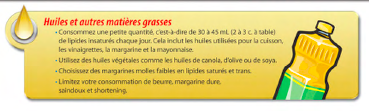 Huiles et autres matières grasses
• Consommez une petite quantité, c'est-à-dire de 30 à 45 mL (2 à 3 c. à table)
de lipides insaturés chaque jour. Cela inclut les huiles utilisées pour la cuisson,
les vinaigrettes, la margarine et la mayonnaise.
• Utilisez des huiles végétales comme les huiles de canola, d'olive ou de soya.
• Choisissez des margarines molles faibles en lipides saturés et trans.
• Limitez votre consommation de beurre, margarine dure,
saindoux et shortening.